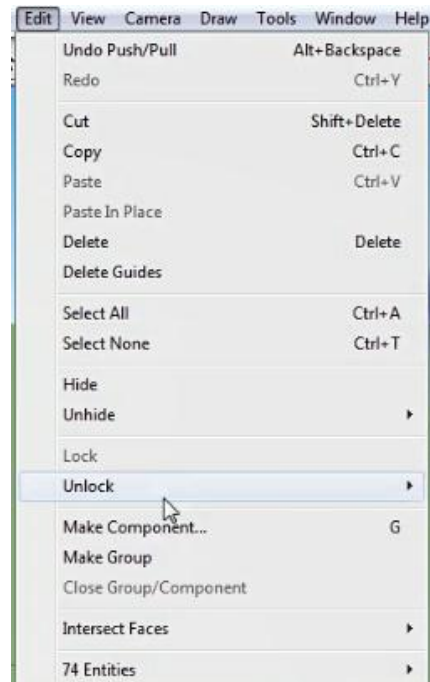 Edit View Camera Draw Tools Window Help
Undo Push/Pull Alt+Backspace
Redo Ctrl+Y
Cut Shift+Delete
Copy Ctrl+C
Paste Ctrl+V
Paste In Place
Delete Delete
Delete Guides
Select All Ctrl+A
Select None Ctrl+T
Hide
Unhide
Lock
Unlock
Make Component... G
Make Group
Close Group/Component
Intersect Faces
74 Entities